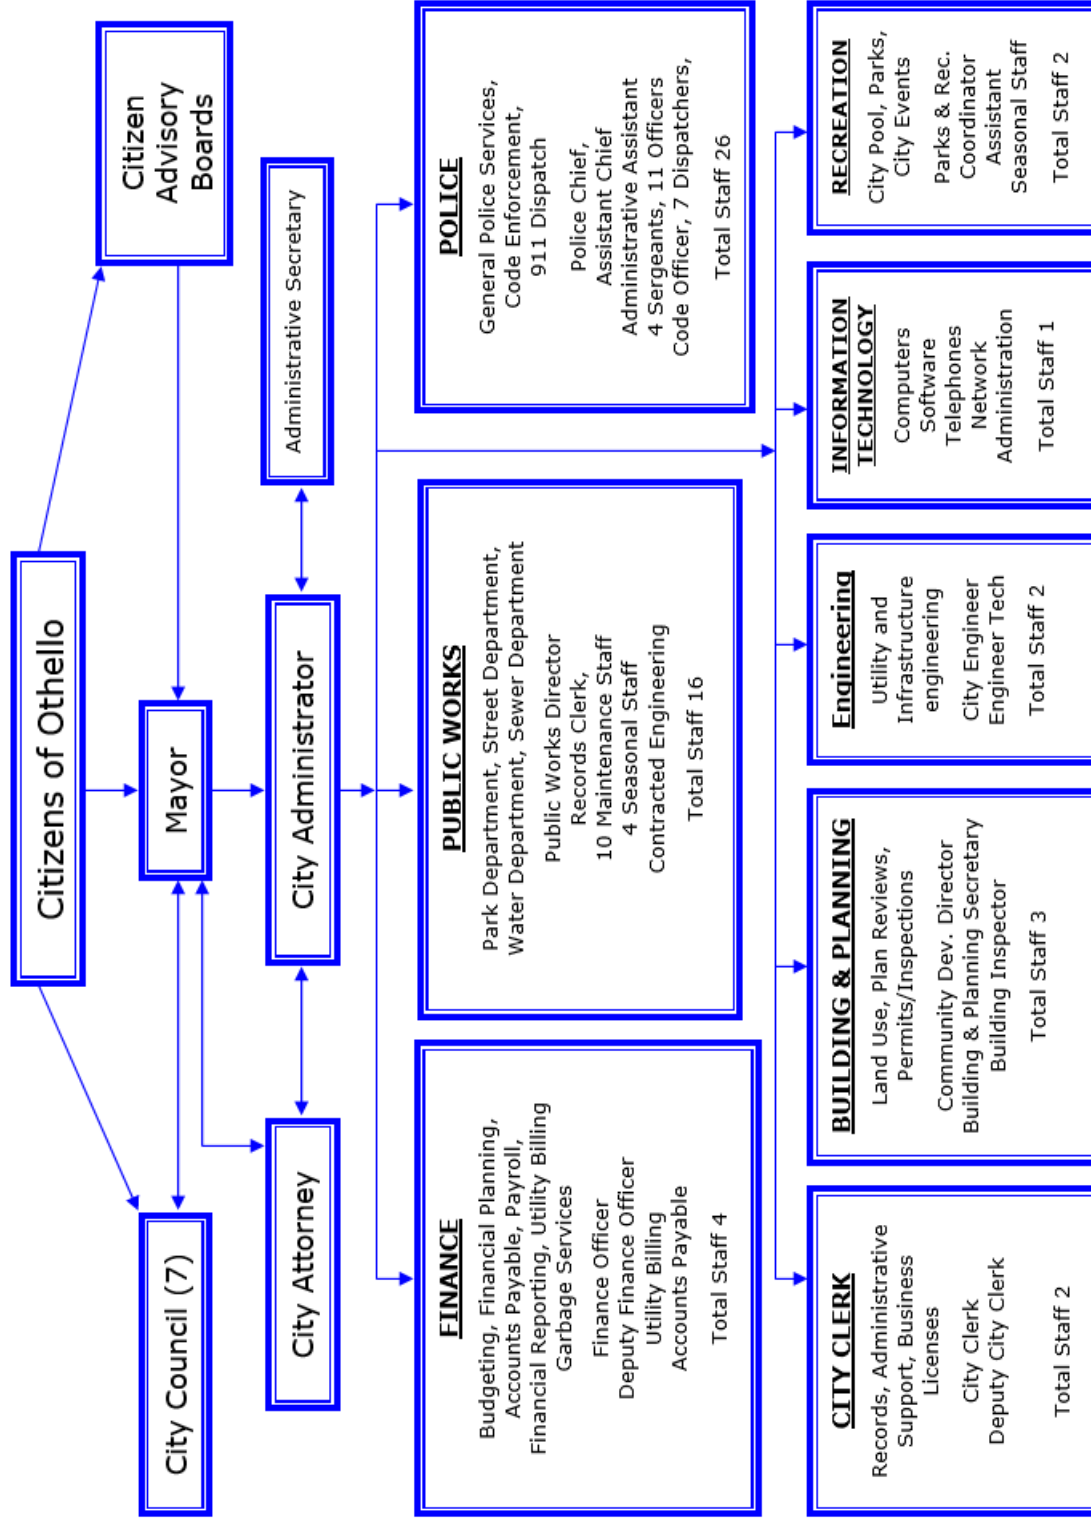 Citizens of Othello
Citizen
Advisory
Boards
City Council (7)
Mayor
City Attorney
City Administrator
Administrative Secretary
FINANCE
Budgeting, Financial Planning,
Accounts Payable, Payroll,
Financial Reporting, Utility Billing
Garbage Services
Finance Officer
Deputy Finance Officer
Utility Billing
Accounts Payable
Total Staff 4
PUBLIC WORKS
Park Department, Street Department,
Water Department, Sewer Department
Public Works Director
Records Clerk,
10 Maintenance Staff
4 Seasonal Staff
Contracted Engineering
Total Staff 16
POLICE
General Police Services,
Code Enforcement,
911 Dispatch
Police Chief,
Assistant Chief
Administrative Assistant
4 Sergeants, 11 Officers
Code Officer, 7 Dispatchers,
Total Staff 26
CITY CLERK
Records, Administrative
Support, Business
Licenses
City Clerk
Deputy City Clerk
Total Staff 2
BUILDING & PLANNING
Land Use, Plan Reviews,
Permits/Inspections
Community Dev. Director
Building & Planning Secretary
Building Inspector
Total Staff 3
Engineering
Utility and
Infrastructure
engineering
City Engineer
Engineer Tech
Total Staff 2
INFORMATION
TECHNOLOGY
Computers
Software
Telephones
Network
Administration
Total Staff 1
RECREATION
City Pool, Parks,
City Events
Parks & Rec.
Coordinator
Assistant
Seasonal Staff
Total Staff 2